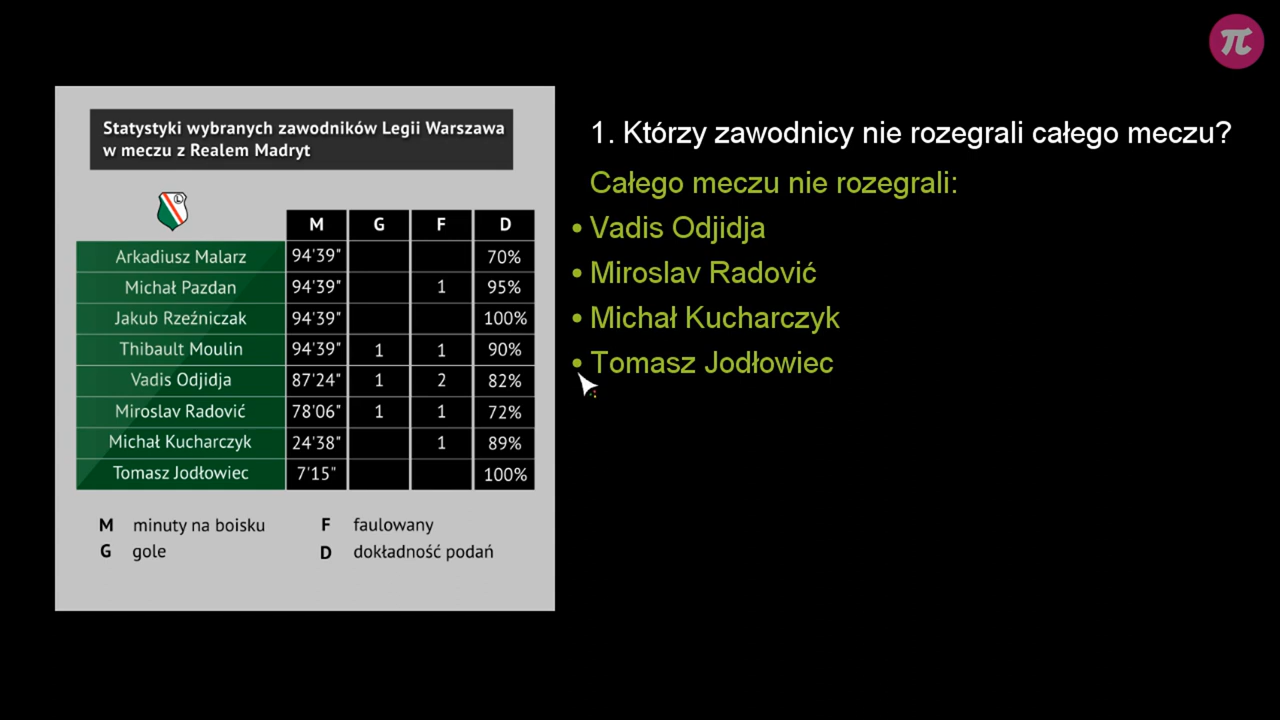 π
Statystyki wybranych zawodników Legii Warszawa
w meczu z Realem Madryt
L
M G F D
Arkadiusz Malarz 94'39" 70%
Michał Pazdan 94'39" 1 95%
Jakub Rzeźniczak 94'39" 100%
Thibault Moulin 94'39" 1 1 90%
Vadis Odjidja 87'24" 1 2 82%
Miroslav Radović 78'06" 1 1 72%
Michał Kucharczyk 24'38" 1 89%
Tomasz Jodłowiec 7'15" 100%
M minuty na boisku F faulowany
G gole D dokładność podań
1. Którzy zawodnicy nie rozegrali całego meczu?
Całego meczu nie rozegrali:
• Vadis Odjidja
• Miroslav Radović
• Michał Kucharczyk
• Tomasz Jodłowiec